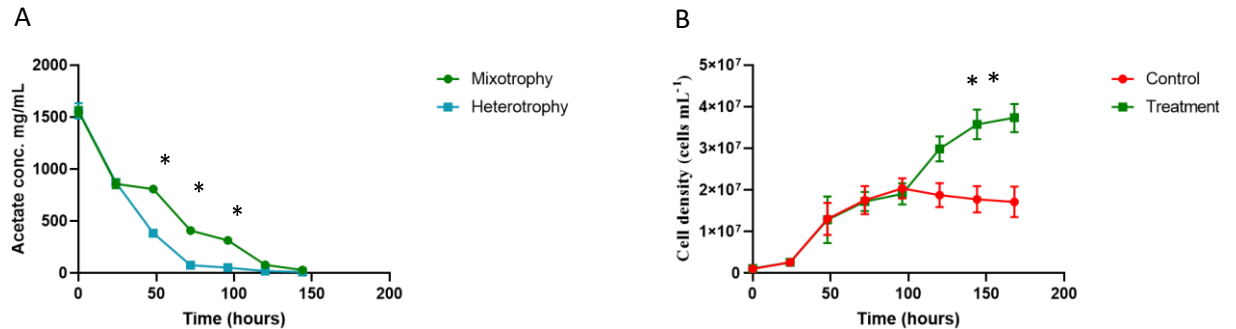 A
Acetate conc. mg/mL
2000
1500
1000
500
0
* * *
0 50 100 150 200
Time (hours)
Mixotrophy
Heterotrophy
B
Cell density (cells mL⁻¹)
5×10⁷
4×10⁷
3×10⁷
2×10⁷
1×10⁷
0
* *
0 50 100 150 200
Time (hours)
Control
Treatment